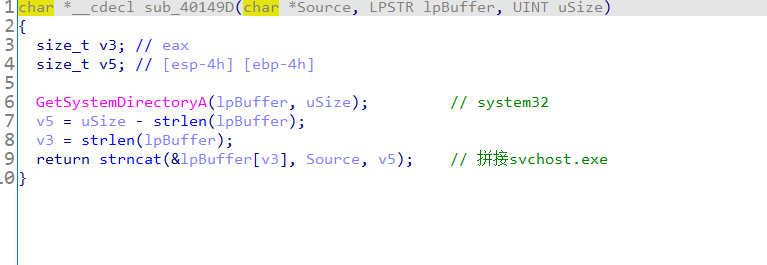 1 char *__cdecl sub_40149D(char *Source, LPSTR lpBuffer, UINT uSize)
2 {
3   size_t v3; // eax
4   size_t v5; // [esp-4h] [ebp-4h]
5
6   GetSystemDirectoryA(lpBuffer, uSize);          // system32
7   v5 = uSize - strlen(lpBuffer);
8   v3 = strlen(lpBuffer);
9   return strncat(&lpBuffer[v3], Source, v5);    // 拼接svchost.exe
10 }